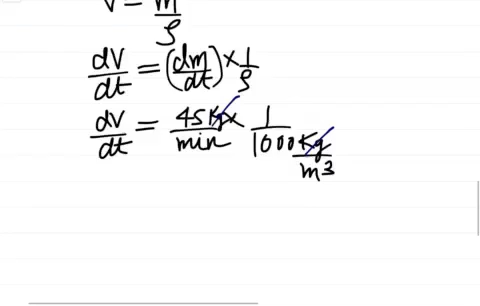 V = m/ρ
dV/dt = (dm/dt) × 1/ρ
dV/dt = 45 Kg/min × 1/1000 Kg/m³